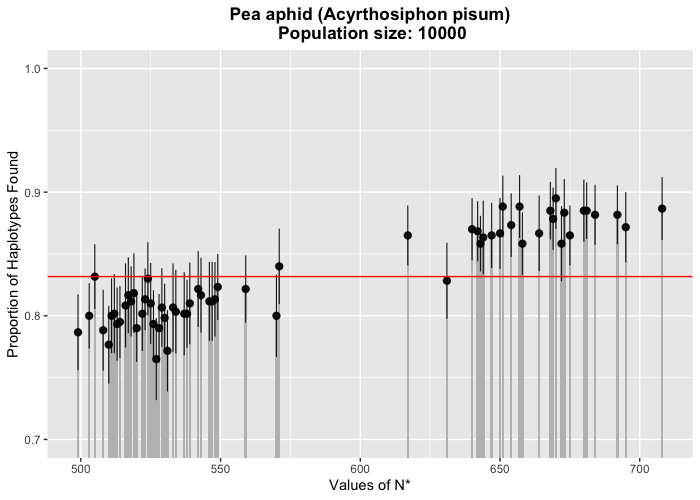 Pea aphid (Acyrthosiphon pisum)
Population size: 10000
Proportion of Haplotypes Found
1.0
0.9
0.8
0.7
500 550 600 650 700
Values of N*